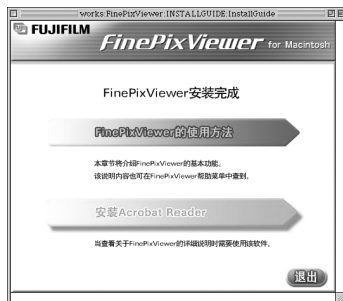 works:FinePixViewer:INSTALLGUIDE:InstallGuide
FUJIFILM
FinePixViewer for Macintosh
FinePixViewer安装完成
FinePixViewer的使用方法
本章节将介绍FinePixViewer的基本功能。
该说明内容也可在FinePixViewer帮助菜单中查到。
安装Acrobat Reader
当查看关于FinePixViewer的详细说明时需要使用该软件。
退出